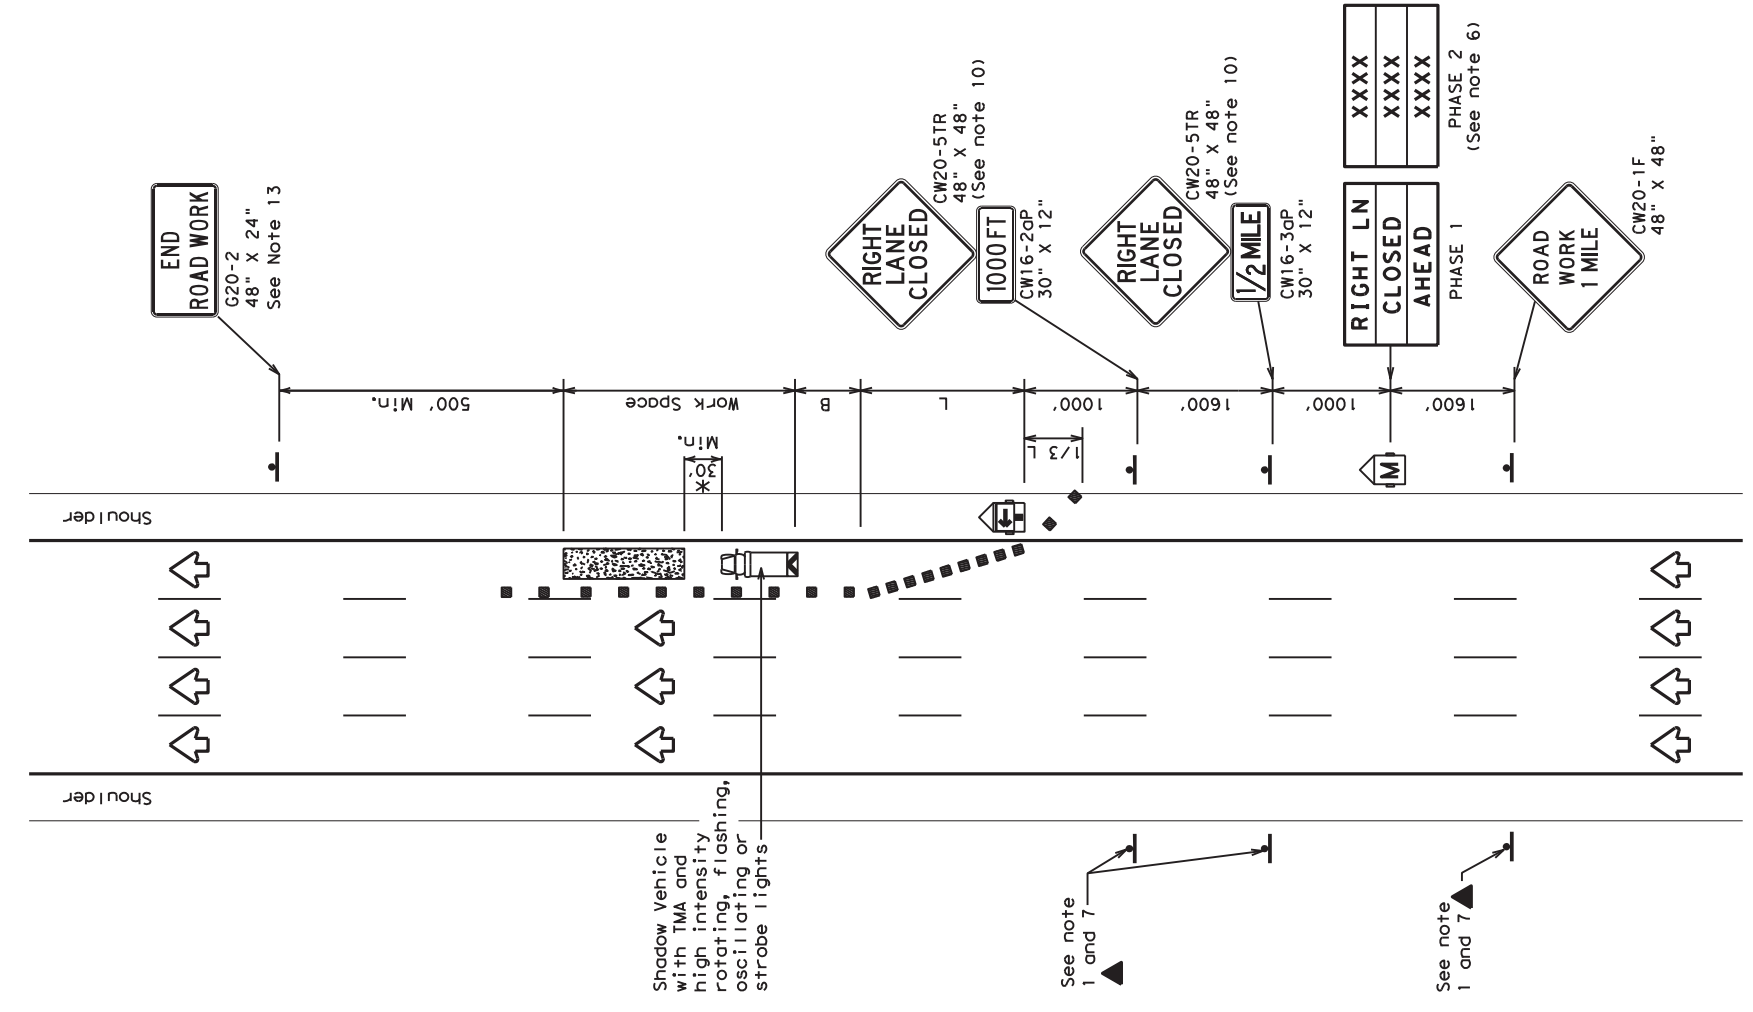 END
ROAD WORK
G20-2
48" X 24"
See Note 13
RIGHT
LANE
CLOSED
CW20-5TR
48" X 48"
(See note 10)
1000 FT
CW16-2aP
30" X 12"
RIGHT
LANE
CLOSED
CW20-5TR
48" X 48"
(See note 10)
1/2 MILE
CW16-3aP
30" X 12"
RIGHT LN
CLOSED
AHEAD
PHASE 1
XXXX
XXXX
XXXX
PHASE 2
(See note 6)
ROAD
WORK
1 MILE
CW20-1F
48" X 48"
500' Min.
Work Space
B
L
1000'
1600'
1000'
1600'
Min.
30'
*
1/3 L
M
Shoulder
Shoulder
Shadow Vehicle
with TMA and
high intensity
rotating, flashing,
oscillating or
strobe lights
See note
1 and 7
See note
1 and 7